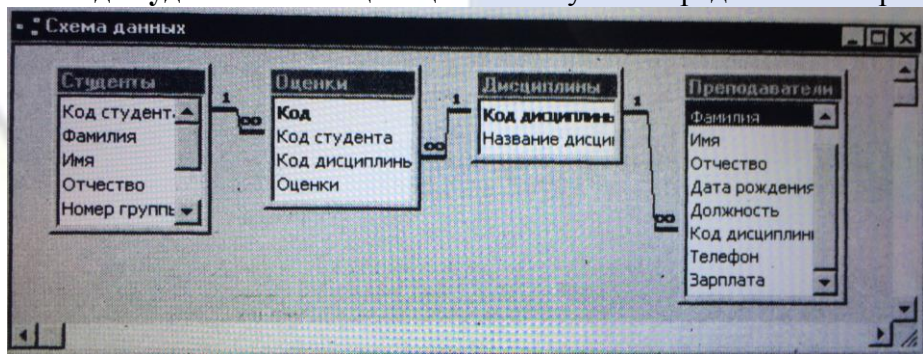 Схема данных
Студенты
Код студент
Фамилия
Имя
Отчество
Номер группь
1
∞
Оценки
Код
Код студента
Код дисциплинь
Оценки
∞
1
Дисциплины
Код дисциплинь
Название дисци
1
∞
Преподаватели
Фамилия
Имя
Отчество
Дата рождения
Должность
Код дисциплин
Телефон
Зарплата